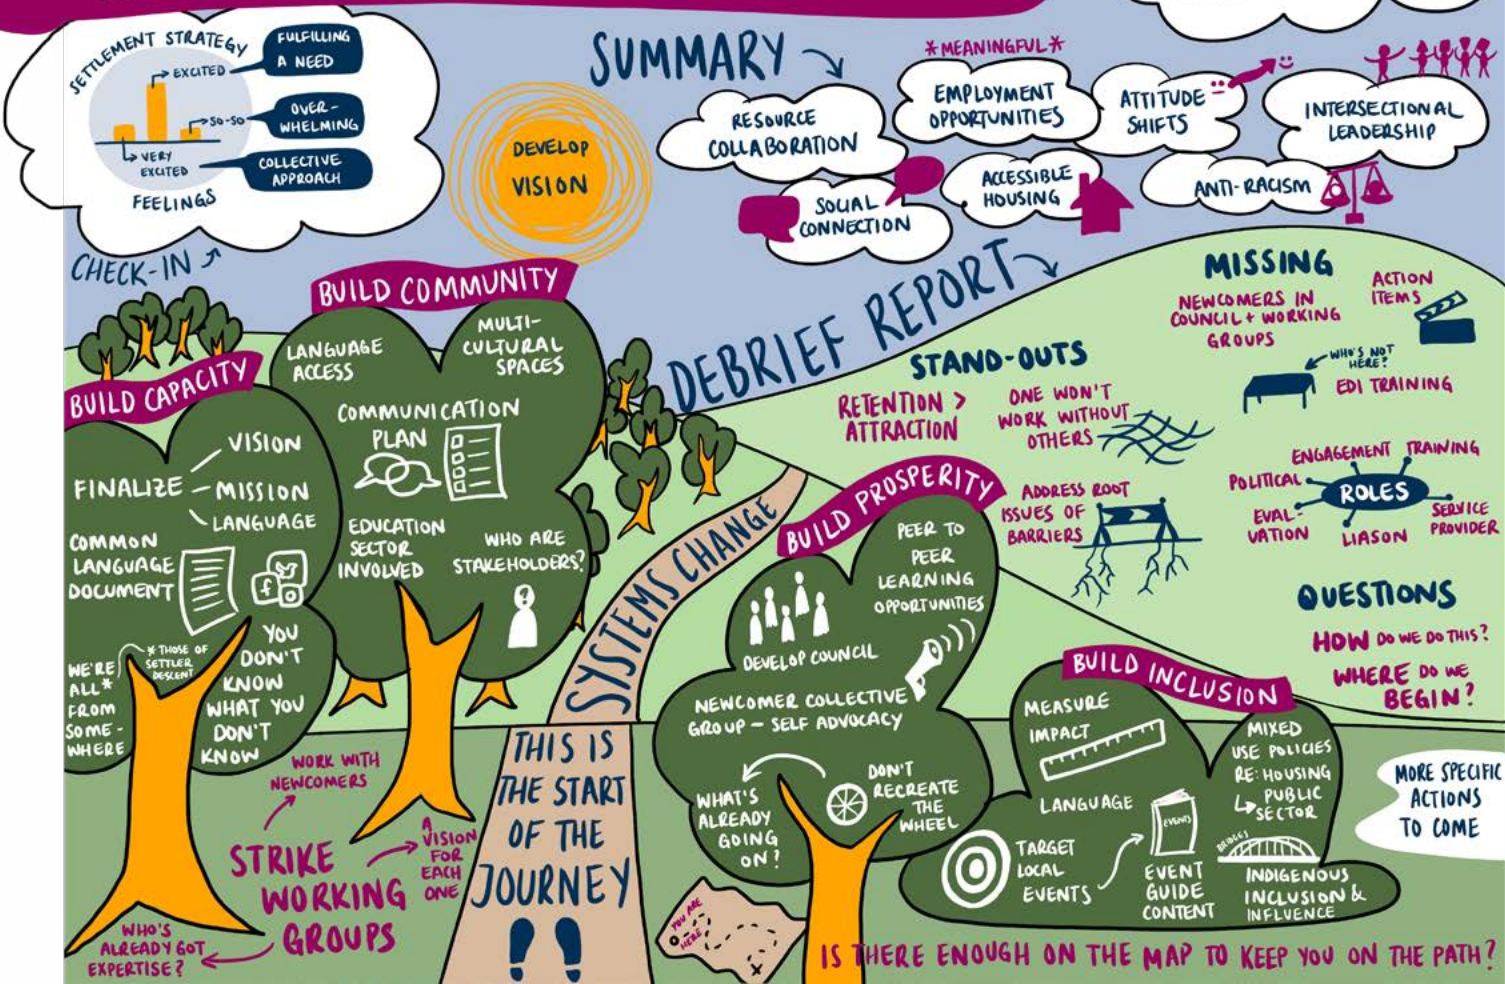 SETTLEMENT STRATEGY
EXCITED
SO-SO
VERY
EXCITED
FEELINGS
FULFILLING
A NEED
OVER-
WHELMING
COLLECTIVE
APPROACH
CHECK-IN
DEVELOP
VISION
SUMMARY
RESOURCE
COLLABORATION
*MEANINGFUL*
EMPLOYMENT
OPPORTUNITIES
ATTITUDE
SHIFTS
INTERSECTIONAL
LEADERSHIP
SOCIAL
CONNECTION
ACCESSIBLE
HOUSING
ANTI-RACISM
BUILD CAPACITY
FINALIZE
VISION
MISSION
LANGUAGE
COMMON
LANGUAGE
DOCUMENT
WE'RE
ALL*
FROM
SOME-
WHERE
* THOSE OF
SETTLER
DESCENT
YOU
DON'T
KNOW
WHAT YOU
DON'T
KNOW
BUILD COMMUNITY
LANGUAGE
ACCESS
MULTI-
CULTURAL
SPACES
COMMUNICATION
PLAN
EDUCATION
SECTOR
INVOLVED
WHO ARE
STAKEHOLDERS?
?
DEBRIEF REPORT
STAND-OUTS
RETENTION >
ATTRACTION
ONE WON'T
WORK WITHOUT
OTHERS
ADDRESS ROOT
ISSUES OF
BARRIERS
MISSING
NEWCOMERS IN
COUNCIL + WORKING
GROUPS
ACTION
ITEMS
WHO'S NOT
HERE?
EDI TRAINING
ROLES
ENGAGEMENT
TRAINING
POLITICAL
EVAL-
VATION
LIASON
SERVICE
PROVIDER
QUESTIONS
HOW DO WE DO THIS?
WHERE DO WE
BEGIN?
SYSTEMS CHANGE
THIS IS
THE START
OF THE
JOURNEY
STRIKE
WORKING
GROUPS
WORK WITH
NEWCOMERS
A
VISION
FOR
EACH
ONE
WHO'S
ALREADY GOT
EXPERTISE?
BUILD PROSPERITY
PEER TO
PEER
LEARNING
OPPORTUNITIES
DEVELOP COUNCIL
NEWCOMER COLLECTIVE
GROUP – SELF ADVOCACY
WHAT'S
ALREADY
GOING
ON?
DON'T
RECREATE
THE
WHEEL
BUILD INCLUSION
MEASURE
IMPACT
LANGUAGE
TARGET
LOCAL
EVENTS
EVENTS
EVENT
GUIDE
CONTENT
MIXED
USE POLICIES
RE: HOUSING
PUBLIC
SECTOR
BRIDGES
INDIGENOUS
INCLUSION &
INFLUENCE
MORE SPECIFIC
ACTIONS
TO COME
YOU ARE
HERE
IS THERE ENOUGH ON THE MAP TO KEEP YOU ON THE PATH?